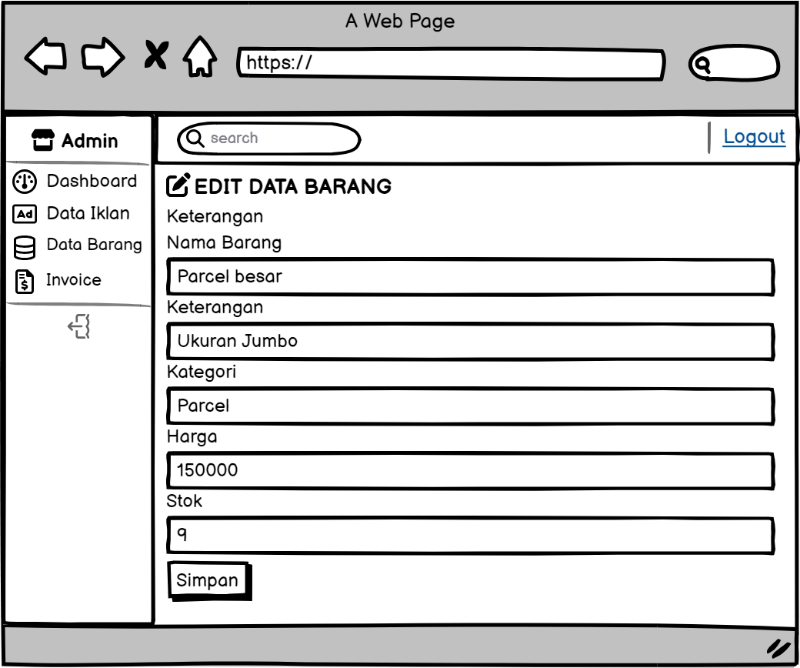 A Web Page
https://
Admin
search
Logout
Dashboard
Ad Data Iklan
Data Barang
$ Invoice
EDIT DATA BARANG
Keterangan
Nama Barang
Parcel besar
Keterangan
Ukuran Jumbo
Kategori
Parcel
Harga
150000
Stok
9
Simpan